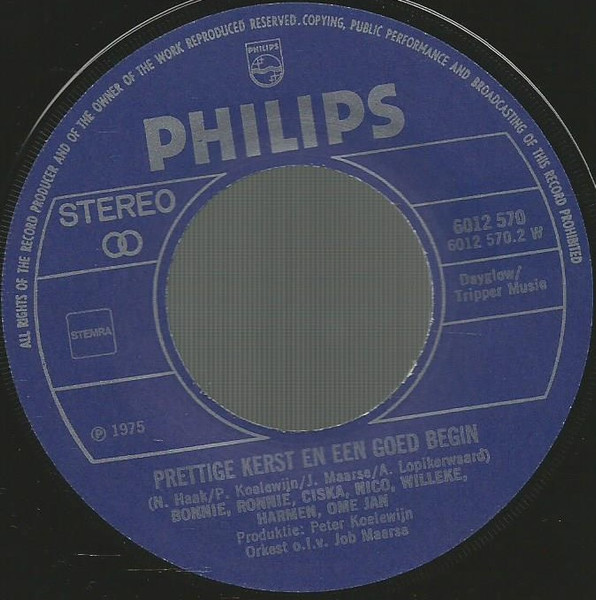 ALL RIGHTS OF THE RECORD PRODUCER AND OF THE OWNER OF THE WORK REPRODUCED RESERVED. COPYING, PUBLIC PERFORMANCE AND BROADCASTING OF THIS RECORD PROHIBITED
PHILIPS
PHILIPS
STEREO
6012 570
6012 570.2 W
Dayglow/
Tripper Music
STEMRA
Ⓟ 1975
PRETTIGE KERST EN EEN GOED BEGIN
(N. Haak/P. Koelewijn/J. Maarse/A. Lopikerwaard)
BONNIE, RONNIE, CISKA, NICO, WILLEKE,
HARMEN, OME JAN
Produktie: Peter Koelewijn
Orkest o.l.v. Job Maarse